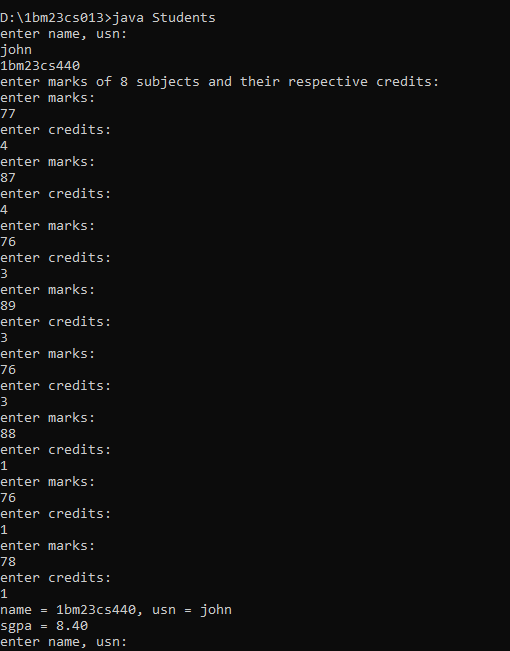 D:\1bm23cs013>java Students
enter name, usn:
john
1bm23cs440
enter marks of 8 subjects and their respective credits:
enter marks:
77
enter credits:
4
enter marks:
87
enter credits:
4
enter marks:
76
enter credits:
3
enter marks:
89
enter credits:
3
enter marks:
76
enter credits:
3
enter marks:
88
enter credits:
1
enter marks:
76
enter credits:
1
enter marks:
78
enter credits:
1
name = 1bm23cs440, usn = john
sgpa = 8.40
enter name, usn: